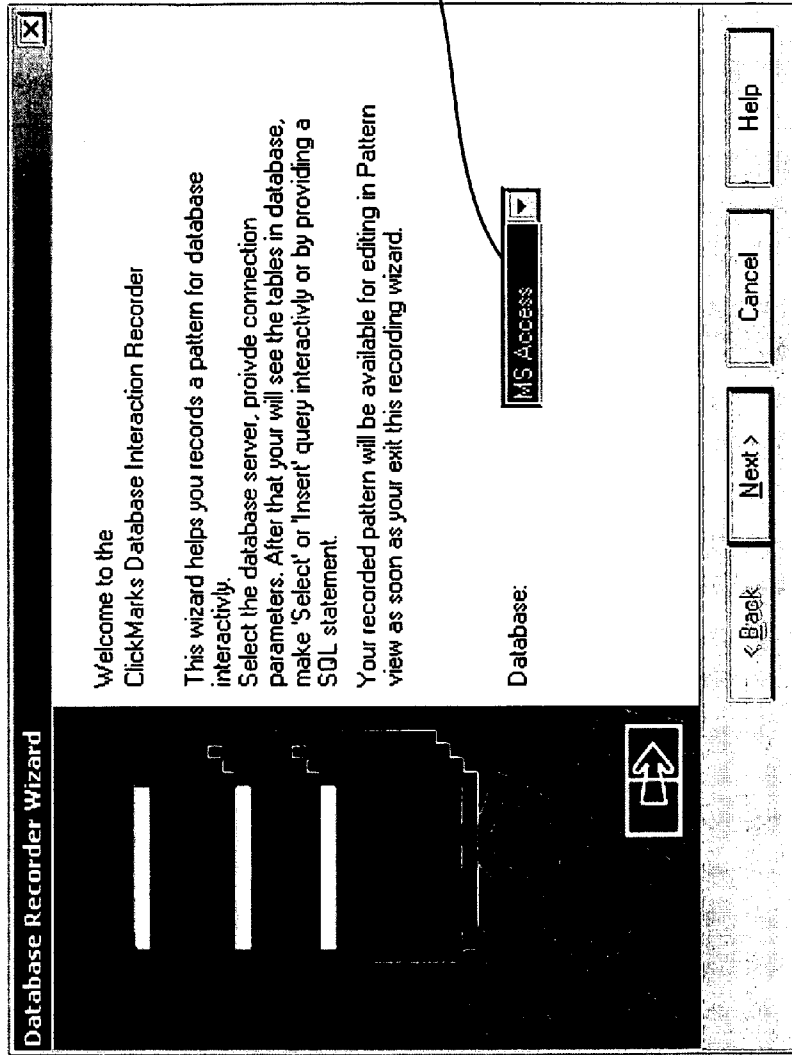 Database Recorder Wizard
Welcome to the
ClickMarks Database Interaction Recorder
This wizard helps you records a pattern for database
interactivly.
Select the database server, proivde connection
parameters. After that your will see the tables in database,
make 'Select' or 'Insert' query interactivly or by providing a
SQL statement.
Your recorded pattern will be available for editing in Pattern
view as soon as your exit this recording wizard.
Database:
MS Access
< Back
Next >
Cancel
Help